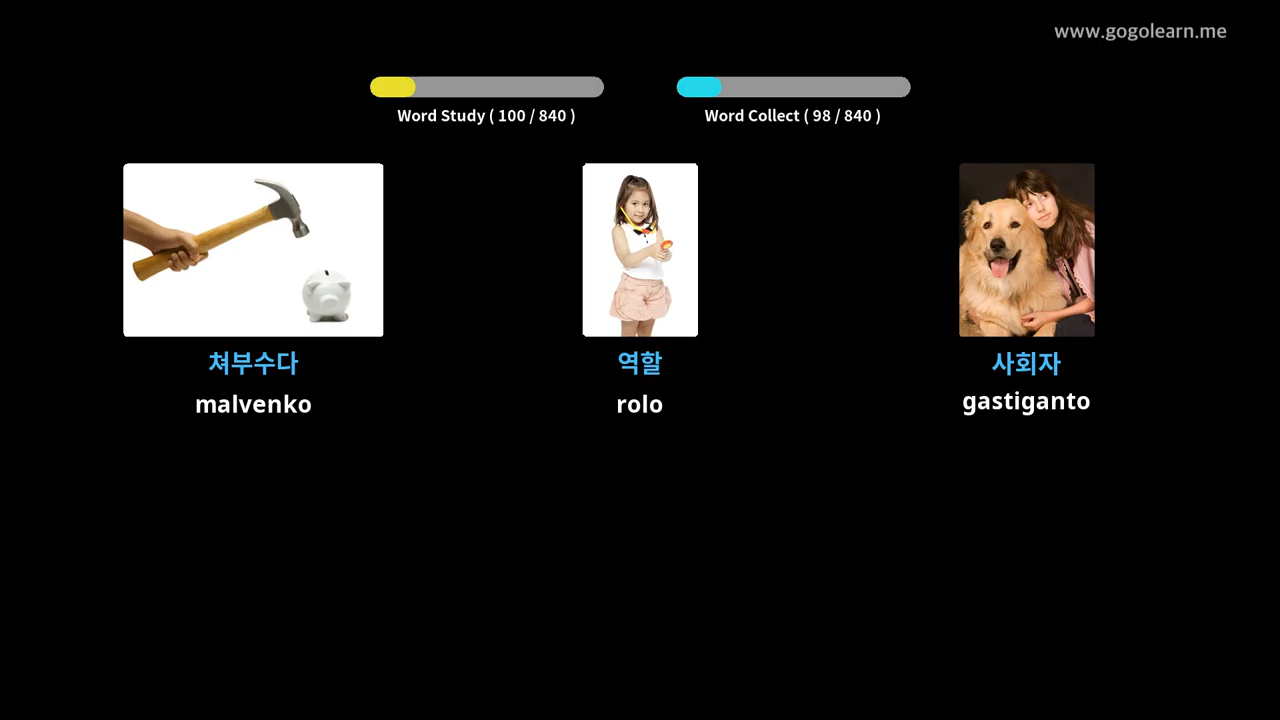 www.gogolearn.me
Word Study ( 100 / 840 )
Word Collect ( 98 / 840 )
쳐부수다
역할
사회자
malvenko
rolo
gastiganto